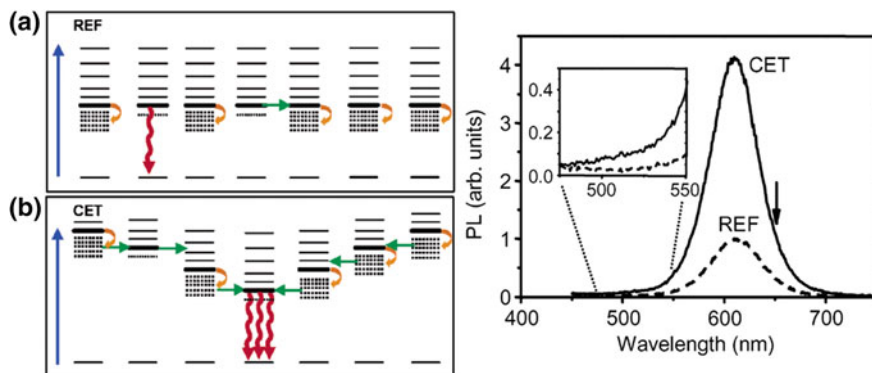 (a)
REF
(b)
CET
PL (arb. units)
4
3
2
1
0
0.4
0.2
0.0
500
550
CET
REF
400
500
600
700
Wavelength (nm)